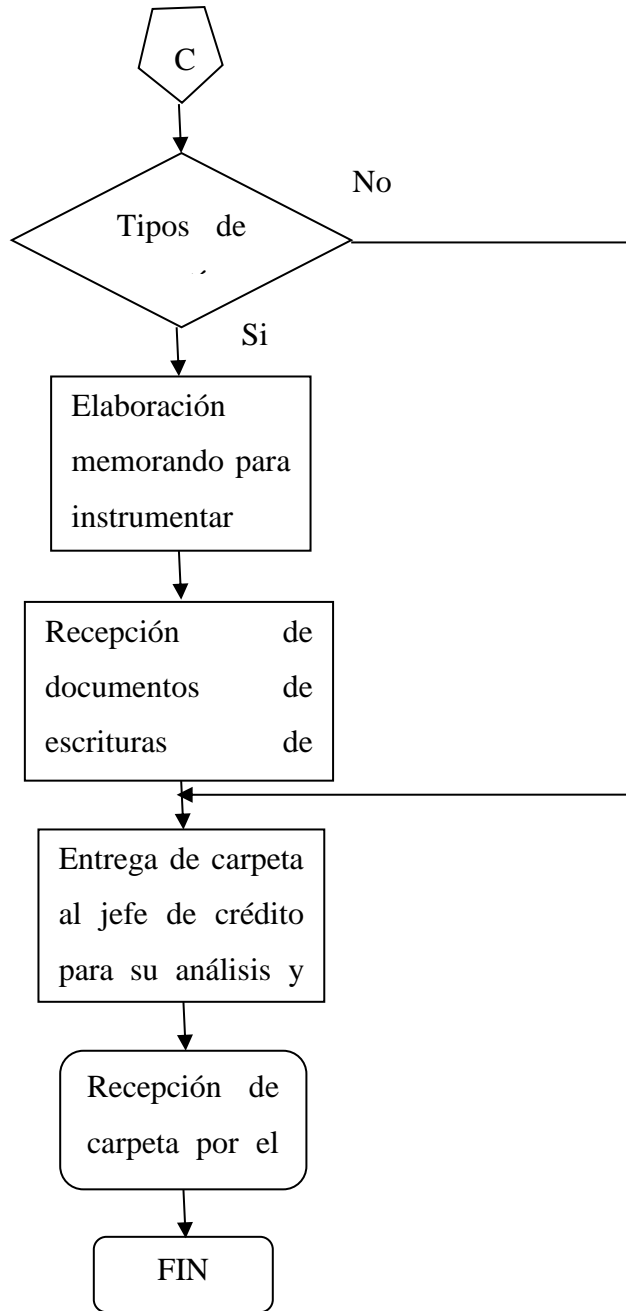 C
No
Tipos de
Si
Elaboración
memorando para
instrumentar
Recepción de
documentos de
escrituras de
Entrega de carpeta
al jefe de crédito
para su análisis y
Recepción de
carpeta por el
FIN